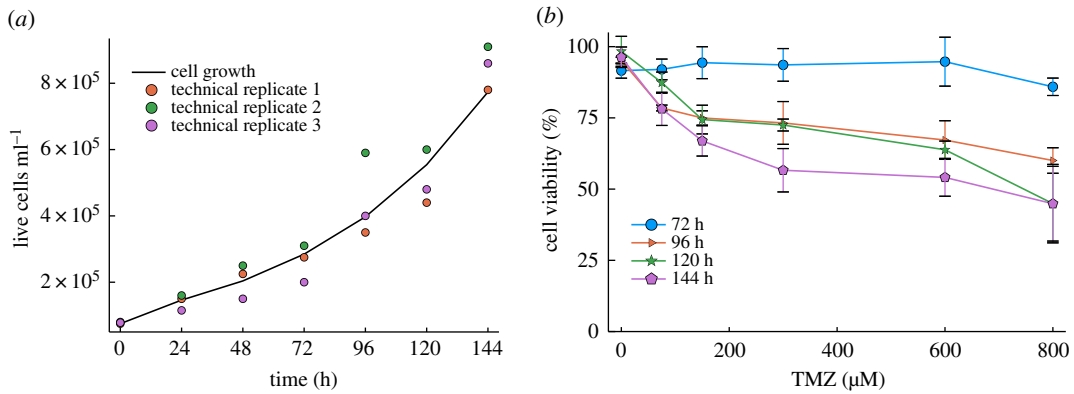 (a)
cell growth
technical replicate 1
technical replicate 2
technical replicate 3
8 × 10⁵
6 × 10⁵
4 × 10⁵
2 × 10⁵
live cells ml⁻¹
0 24 48 72 96 120 144
time (h)
(b)
100
75
50
25
0
cell viability (%)
72 h
96 h
120 h
144 h
0 200 400 600 800
TMZ (µM)